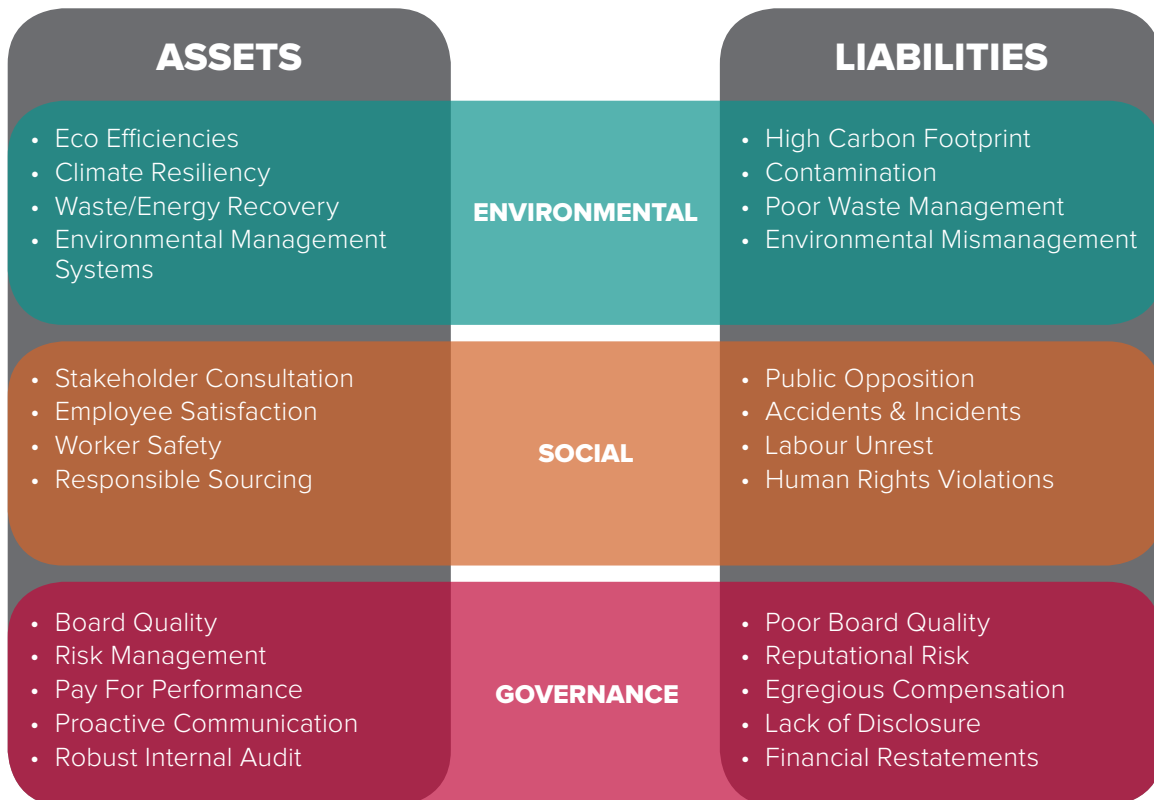 ASSETS
LIABILITIES
• Eco Efficiencies
• Climate Resiliency
• Waste/Energy Recovery
• Environmental Management
Systems
ENVIRONMENTAL
• High Carbon Footprint
• Contamination
• Poor Waste Management
• Environmental Mismanagement
• Stakeholder Consultation
• Employee Satisfaction
• Worker Safety
• Responsible Sourcing
SOCIAL
• Public Opposition
• Accidents & Incidents
• Labour Unrest
• Human Rights Violations
• Board Quality
• Risk Management
• Pay For Performance
• Proactive Communication
• Robust Internal Audit
GOVERNANCE
• Poor Board Quality
• Reputational Risk
• Egregious Compensation
• Lack of Disclosure
• Financial Restatements